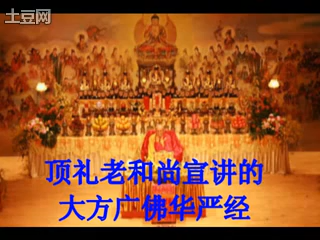 土豆网
顶礼老和尚宣讲的
大方广佛华严经